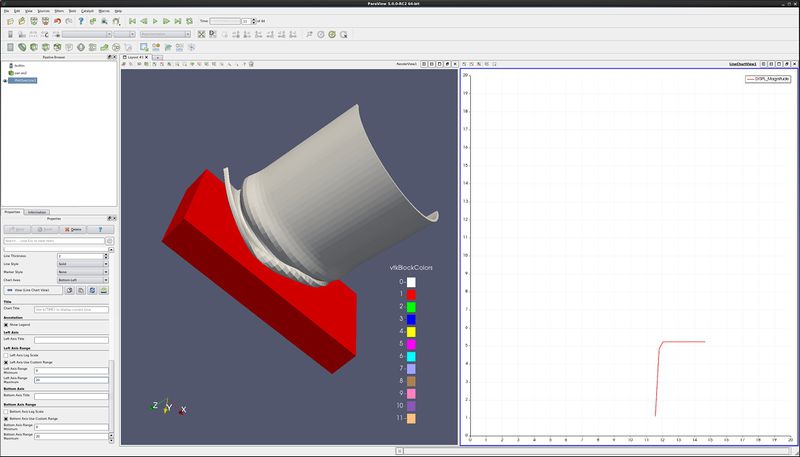 ParaView 5.0.0-RC2 64-bit
File Edit View Sources Filters Tools Catalyst Macros Help
Time:
11
of 44
Pipeline Browser
Layout #1
builtin:
can.ex2
RenderView1
LineChartView1
DISPL_Magnitude
20
19
18
17
16
15
14
13
12
11
10
9
8
7
6
5
4
3
2
1
0
0 1 2 3 4 5 6 7 8 9 10 11 12 13 14 15 16 17 18 19 20
vtkBlockColors
0
1
2
3
4
5
6
7
8
9
10
11
Z Y X
Properties Information
Properties
Delete
?
Line Thickness 2
Line Style Solid
Marker Style None
Chart Axes Bottom-Left
View (Line Chart View)
Title
Chart Title
Annotation
Show Legend
Left Axis
Left Axis Title
Left Axis Range
Left Axis Log Scale
Left Axis Use Custom Range
Left Axis Range Minimum 0
Left Axis Range Maximum 20
Bottom Axis
Bottom Axis Title
Bottom Axis Range
Bottom Axis Log Scale
Bottom Axis Use Custom Range
Bottom Axis Range Minimum 0
Bottom Axis Range Maximum 20